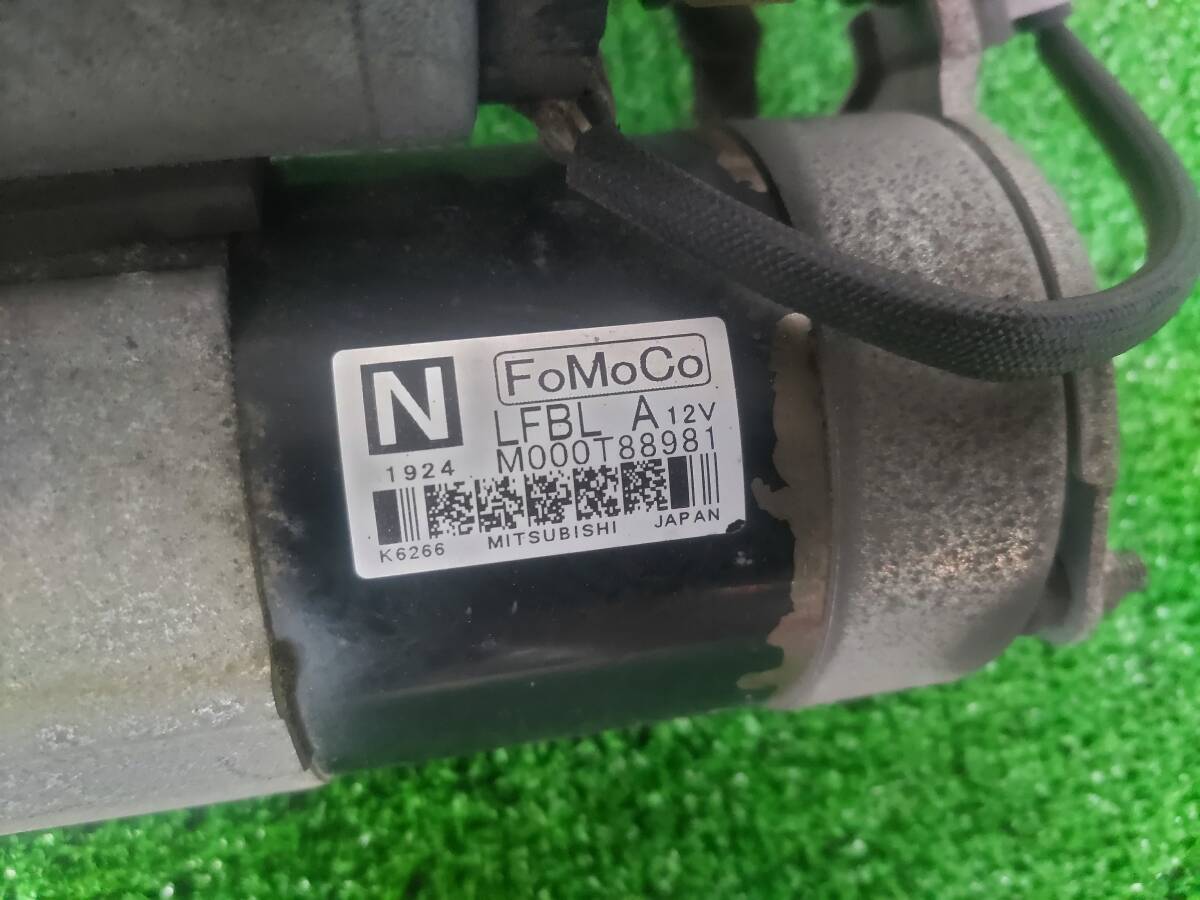 N
FoMoCo
LFBL A 12V
1924 M000T88981
K6266 MITSUBISHI JAPAN